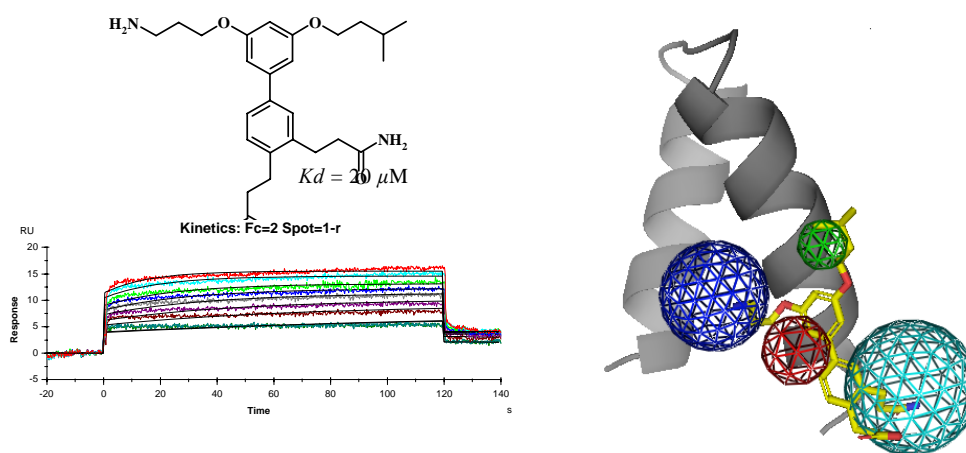 H₂N
O
O
NH₂
O
Kd = 20 μM
Kinetics: Fc=2 Spot=1-r
RU
20
15
10
5
0
-5
Response
-20
0
20
40
60
80
100
120
140
Time
s